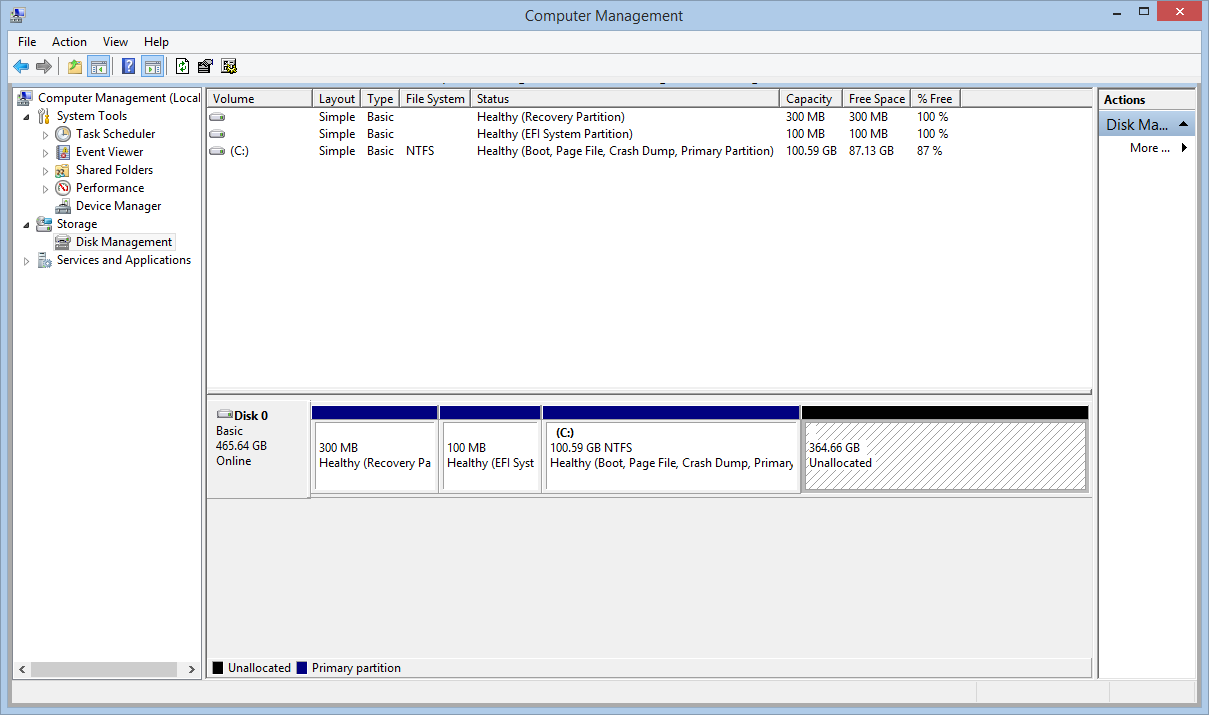 Computer Management
File Action View Help
Computer Management (Local
System Tools
Task Scheduler
Event Viewer
Shared Folders
Performance
Device Manager
Storage
Disk Management
Services and Applications
Volume Layout Type File System Status Capacity Free Space % Free
Simple Basic Healthy (Recovery Partition) 300 MB 300 MB 100 %
Simple Basic Healthy (EFI System Partition) 100 MB 100 MB 100 %
(C:) Simple Basic NTFS Healthy (Boot, Page File, Crash Dump, Primary Partition) 100.59 GB 87.13 GB 87 %
Disk 0
Basic
465.64 GB
Online
300 MB
Healthy (Recovery Pa
100 MB
Healthy (EFI Syst
(C:)
100.59 GB NTFS
Healthy (Boot, Page File, Crash Dump, Primary
364.66 GB
Unallocated
Unallocated Primary partition
Actions
Disk Ma...
More ...